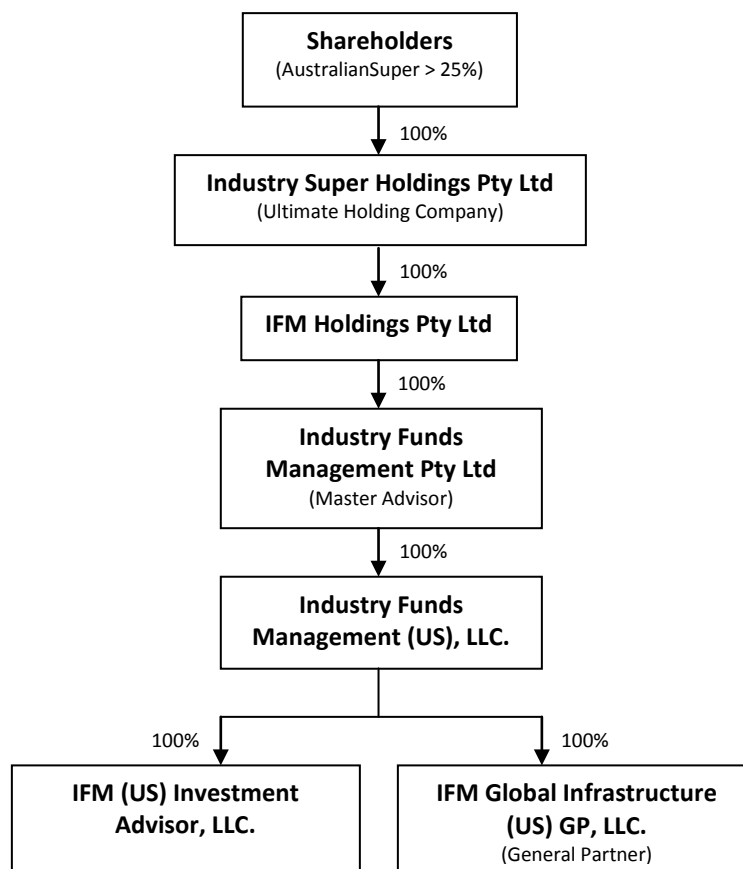 Shareholders
(AustralianSuper > 25%)
100%
Industry Super Holdings Pty Ltd
(Ultimate Holding Company)
100%
IFM Holdings Pty Ltd
100%
Industry Funds
Management Pty Ltd
(Master Advisor)
100%
Industry Funds
Management (US), LLC.
100%
100%
IFM (US) Investment
Advisor, LLC.
IFM Global Infrastructure
(US) GP, LLC.
(General Partner)